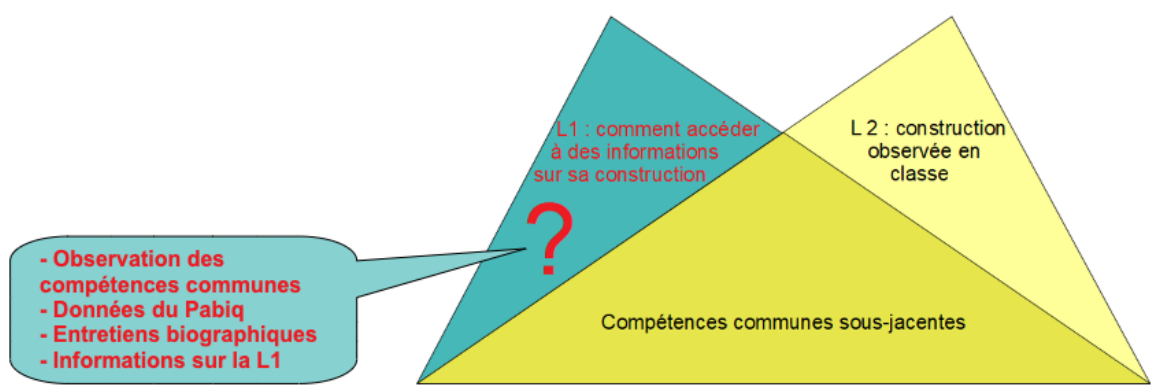 L1 : comment accéder
à des informations
sur sa construction
?
L 2 : construction
observée en
classe
- Observation des
compétences communes
- Données du Pabiq
- Entretiens biographiques
- Informations sur la L1
Compétences communes sous-jacentes